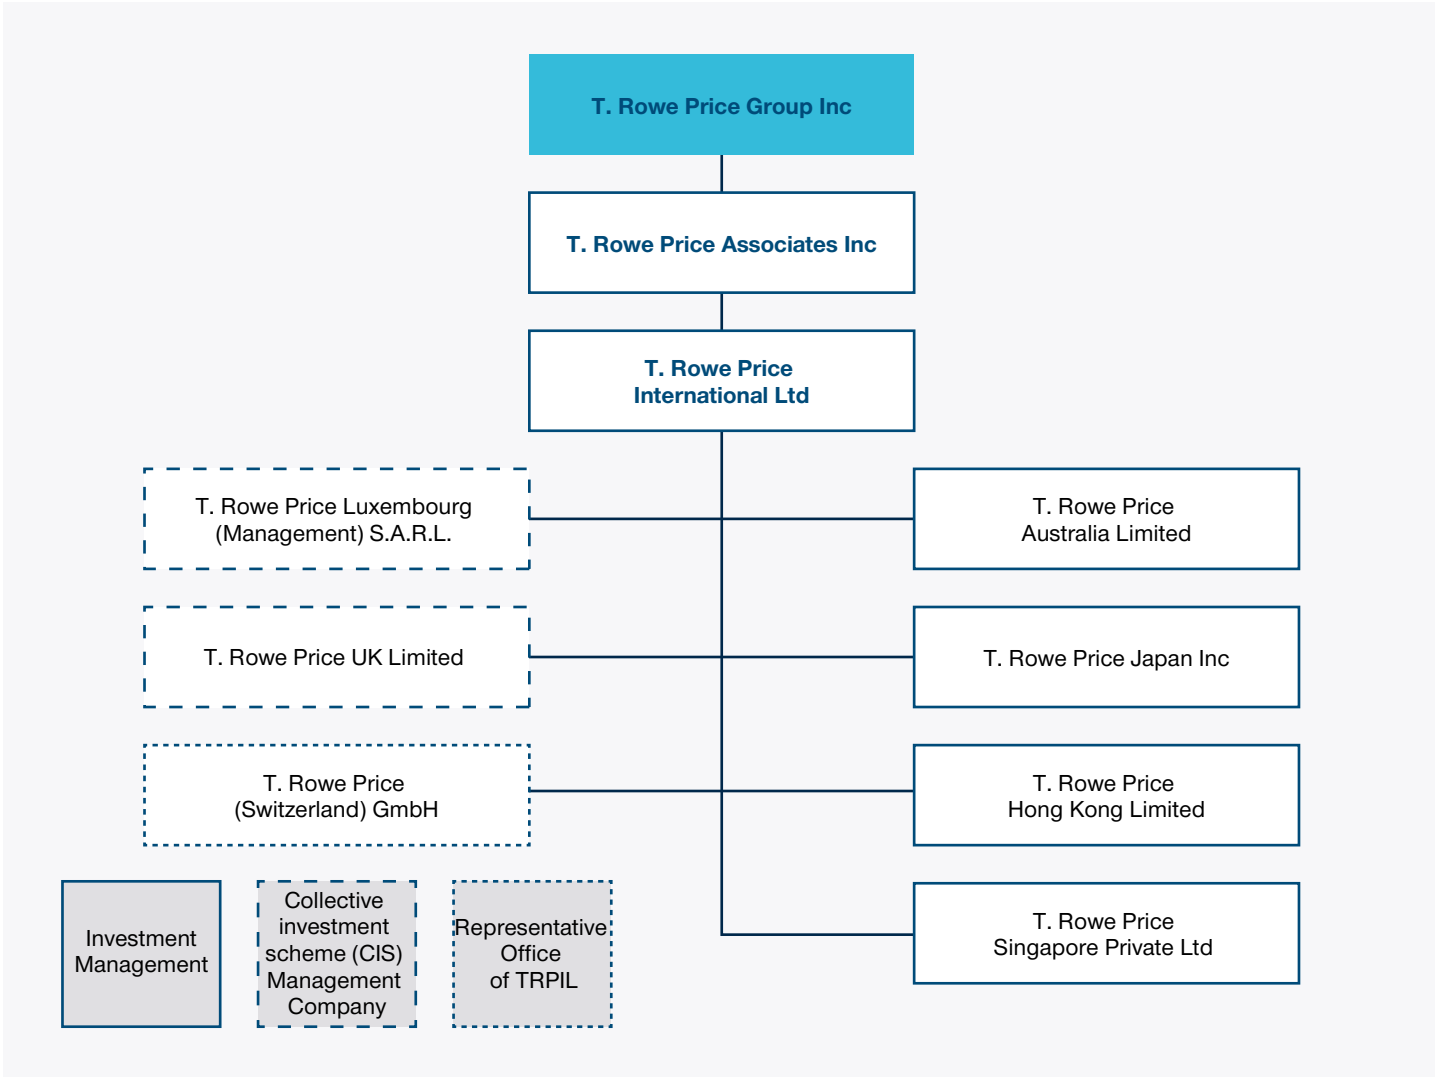 T. Rowe Price Group Inc
T. Rowe Price Associates Inc
T. Rowe Price
International Ltd
T. Rowe Price Luxembourg
(Management) S.A.R.L.
T. Rowe Price
Australia Limited
T. Rowe Price UK Limited
T. Rowe Price Japan Inc
T. Rowe Price
(Switzerland) GmbH
T. Rowe Price
Hong Kong Limited
T. Rowe Price
Singapore Private Ltd
Investment
Management
Collective
investment
scheme (CIS)
Management
Company
Representative
Office
of TRPIL